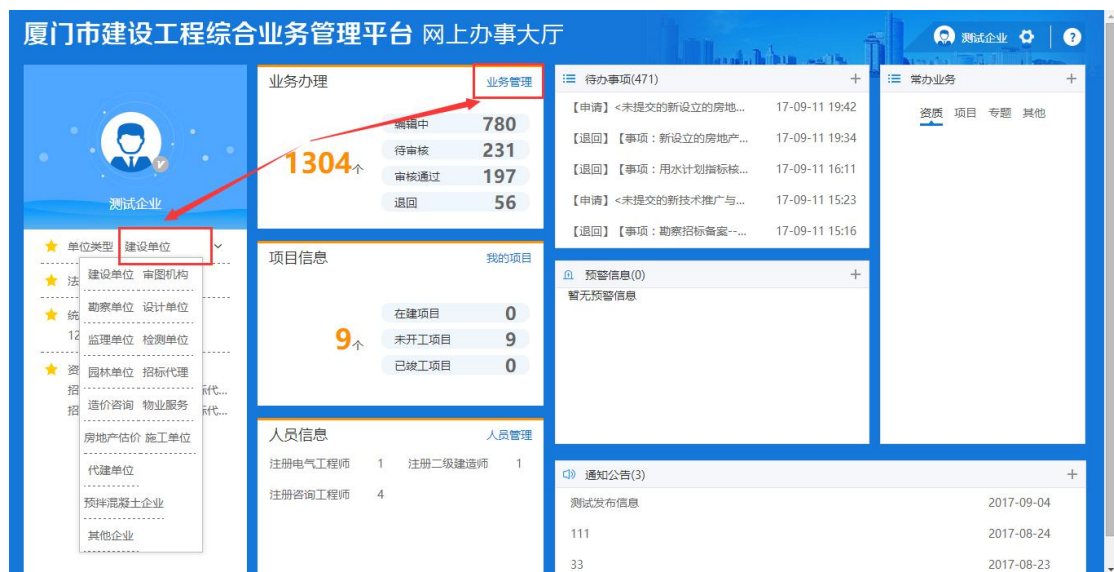 厦门市建设工程综合业务管理平台 网上办事大厅
测试企业
?
测试企业
单位类型 建设单位
法
统
12
资
招 标代...
招 标代...
建设单位 审图机构
勘察单位 设计单位
监理单位 检测单位
园林单位 招标代理
造价咨询 物业服务
房地产估价 施工单位
代建单位
预拌混凝土企业
其他企业
业务办理 业务管理
1304个
编辑中 780
待审核 231
审核通过 197
退回 56
项目信息 我的项目
9个
在建项目 0
未开工项目 9
已竣工项目 0
人员信息 人员管理
注册电气工程师 1 注册二级建造师 1
注册咨询工程师 4
待办事项(471) +
【申请】<未提交的新设立的房地... 17-09-11 19:42
【退回】【事项：新设立的房地产-... 17-09-11 19:34
【退回】【事项：用水计划指标核... 17-09-11 16:11
【申请】<未提交的新技术推广与... 17-09-11 15:23
【退回】【事项：勘察招标备案--... 17-09-11 15:16
预警信息(0) +
暂无预警信息
常办业务 +
资质 项目 专题 其他
通知公告(3) +
测试发布信息 2017-09-04
111 2017-08-24
33 2017-08-23